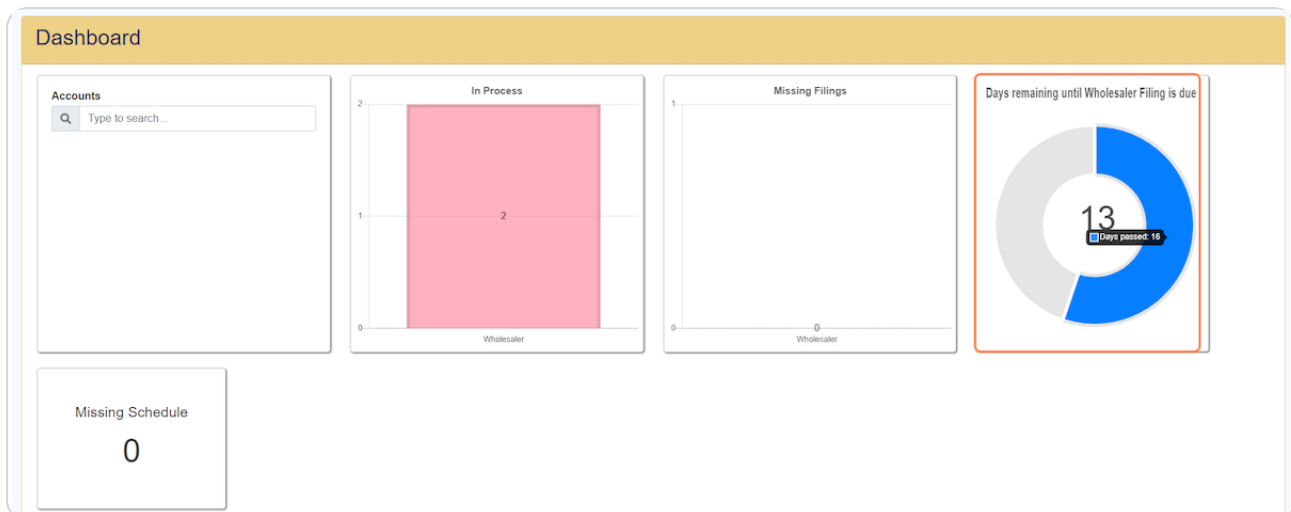 Dashboard
Accounts
Type to search...
In Process
2
1
0
2
Wholesaler
Missing Filings
1
0
0
Wholesaler
Days remaining until Wholesaler Filing is due
13
Days passed: 16
Missing Schedule
0